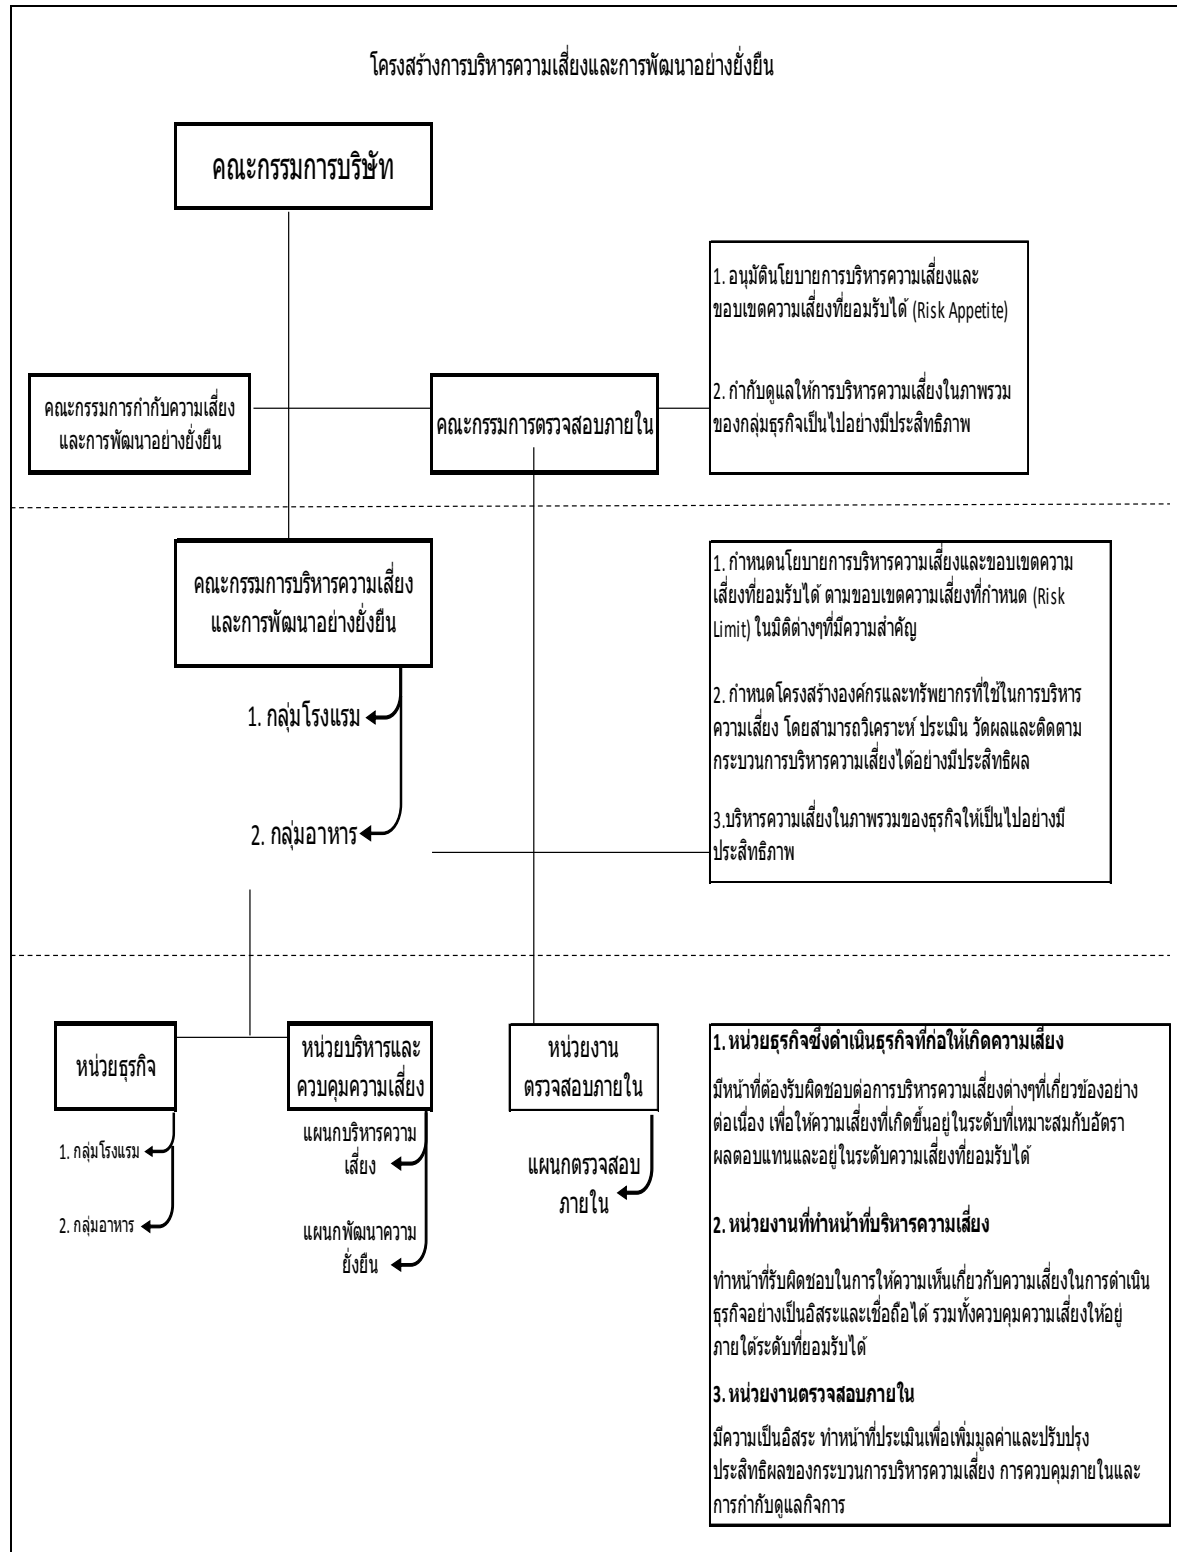 โครงสร้างการบริหารความเสี่ยงและการพัฒนาอย่างยั่งยืน
คณะกรรมการบริษัท
1. อนุมัตินโยบายการบริหารความเสี่ยงและ
ขอบเขตความเสี่ยงที่ยอมรับได้ (Risk Appetite)
2. กำกับดูแลให้การบริหารความเสี่ยงในภาพรวม
ของกลุ่มธุรกิจเป็นไปอย่างมีประสิทธิภาพ
คณะกรรมการกำกับความเสี่ยง
และการพัฒนาอย่างยั่งยืน
คณะกรรมการตรวจสอบภายใน
คณะกรรมการบริหารความเสี่ยง
และการพัฒนาอย่างยั่งยืน
1. กลุ่มโรงแรม
2. กลุ่มอาหาร
1. กำหนดนโยบายการบริหารความเสี่ยงและขอบเขตความ
เสี่ยงที่ยอมรับได้ ตามขอบเขตความเสี่ยงที่กำหนด (Risk
Limit) ในมิติต่างๆที่มีความสำคัญ
2. กำหนดโครงสร้างองค์กรและทรัพยากรที่ใช้ในการบริหาร
ความเสี่ยง โดยสามารถวิเคราะห์ ประเมิน วัดผลและติดตาม
กระบวนการบริหารความเสี่ยงได้อย่างมีประสิทธิผล
3.บริหารความเสี่ยงในภาพรวมของธุรกิจให้เป็นไปอย่างมี
ประสิทธิภาพ
หน่วยธุรกิจ
1. กลุ่มโรงแรม
2. กลุ่มอาหาร
หน่วยบริหารและ
ควบคุมความเสี่ยง
แผนกบริหารความ
เสี่ยง
แผนกพัฒนาความ
ยั่งยืน
หน่วยงาน
ตรวจสอบภายใน
แผนกตรวจสอบ
ภายใน
1. หน่วยธุรกิจซึ่งดำเนินธุรกิจที่ก่อให้เกิดความเสี่ยง
มีหน้าที่ต้องรับผิดชอบต่อการบริหารความเสี่ยงต่างๆที่เกี่ยวข้องอย่าง
ต่อเนื่อง เพื่อให้ความเสี่ยงที่เกิดขึ้นอยู่ในระดับที่เหมาะสมกับอัตรา
ผลตอบแทนและอยู่ในระดับความเสี่ยงที่ยอมรับได้
2. หน่วยงานที่ทำหน้าที่บริหารความเสี่ยง
ทำหน้าที่รับผิดชอบในการให้ความเห็นเกี่ยวกับความเสี่ยงในการดำเนิน
ธุรกิจอย่างเป็นอิสระและเชื่อถือได้ รวมทั้งควบคุมความเสี่ยงให้อยู่
ภายใต้ระดับที่ยอมรับได้
3. หน่วยงานตรวจสอบภายใน
มีความเป็นอิสระ ทำหน้าที่ประเมินเพื่อเพิ่มมูลค่าและปรับปรุง
ประสิทธิผลของกระบวนการบริหารความเสี่ยง การควบคุมภายในและ
การกำกับดูแลกิจการ